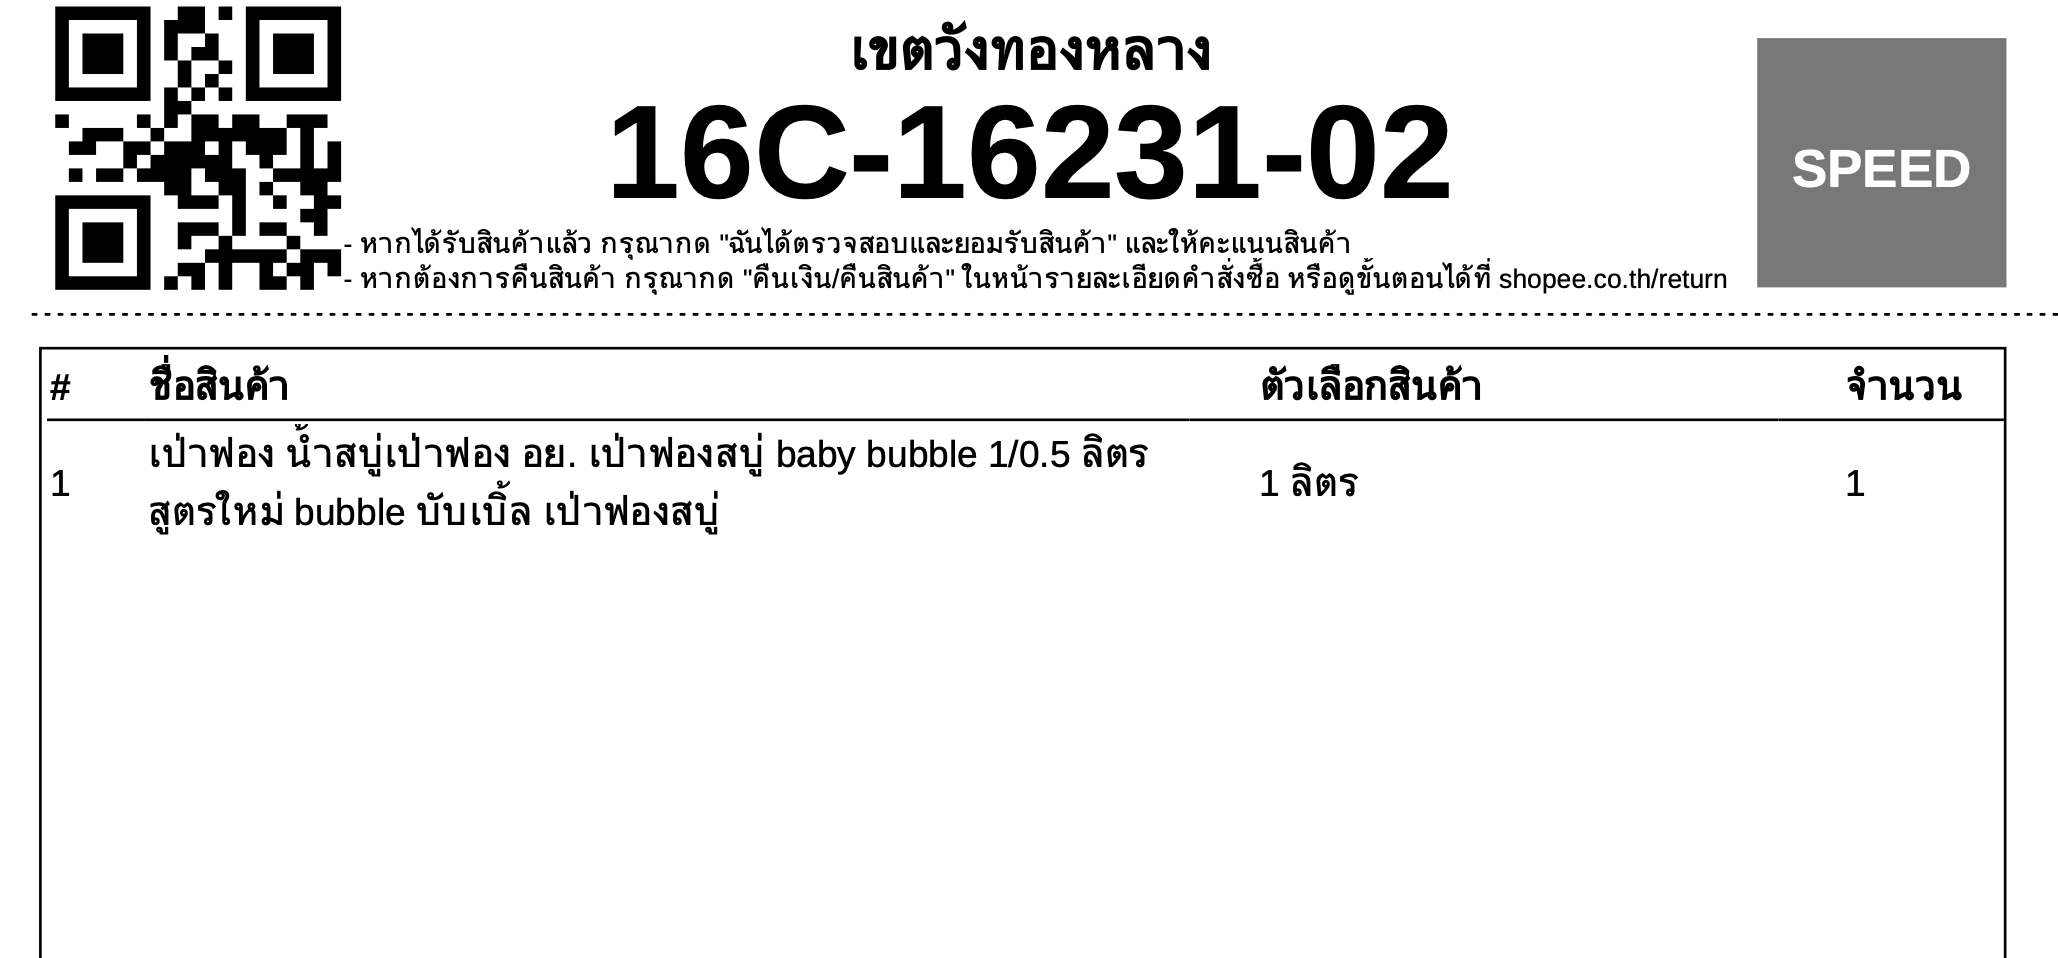 เขตวังทองหลาง
16C-16231-02
SPEED
- หากได้รับสินค้าแล้ว กรุณากด "ฉันได้ตรวจสอบและยอมรับสินค้า" และให้คะแนนสินค้า
- หากต้องการคืนสินค้า กรุณากด "คืนเงิน/คืนสินค้า" ในหน้ารายละเอียดคำสั่งซื้อ หรือดูขั้นตอนได้ที่ shopee.co.th/return
# ชื่อสินค้า ตัวเลือกสินค้า จำนวน
เป่าฟอง น้ำสบู่เป่าฟอง อย. เป่าฟองสบู่ baby bubble 1/0.5 ลิตร
1 1 ลิตร 1
สูตรใหม่ bubble บับเบิ้ล เป่าฟองสบู่